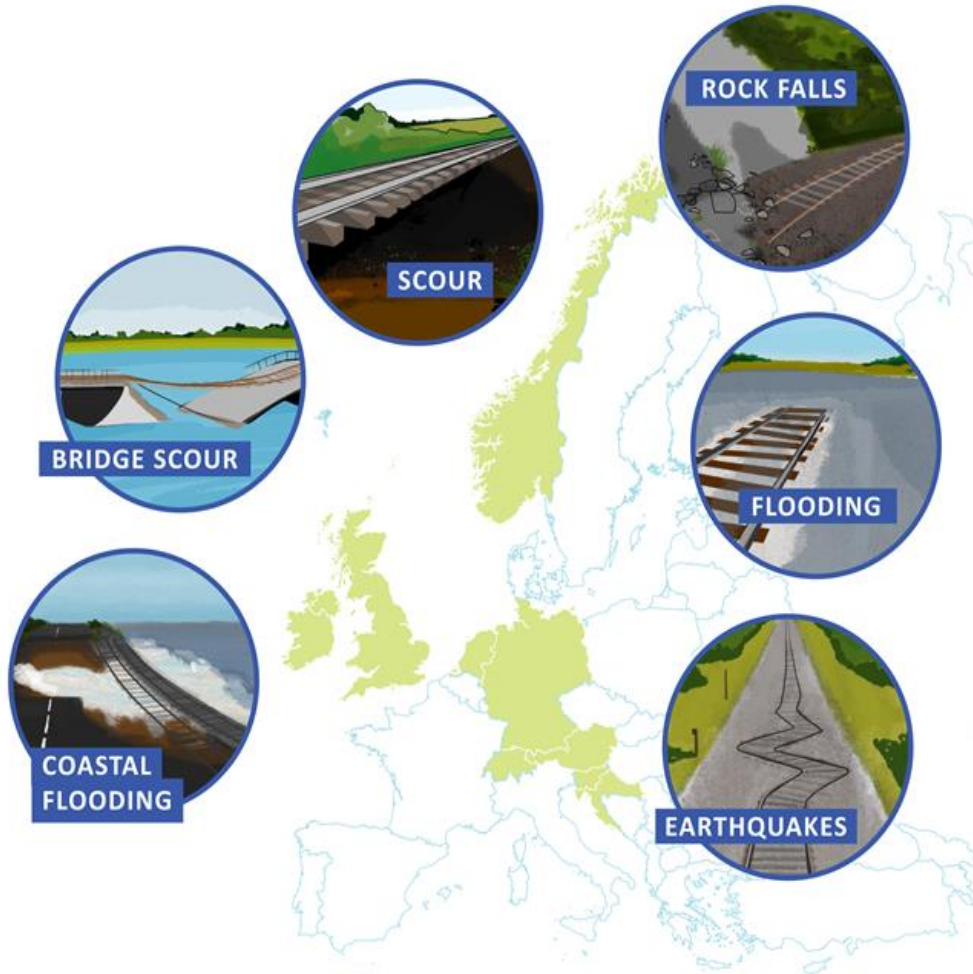 ROCK FALLS
SCOUR
BRIDGE SCOUR
FLOODING
COASTAL
FLOODING
EARTHQUAKES